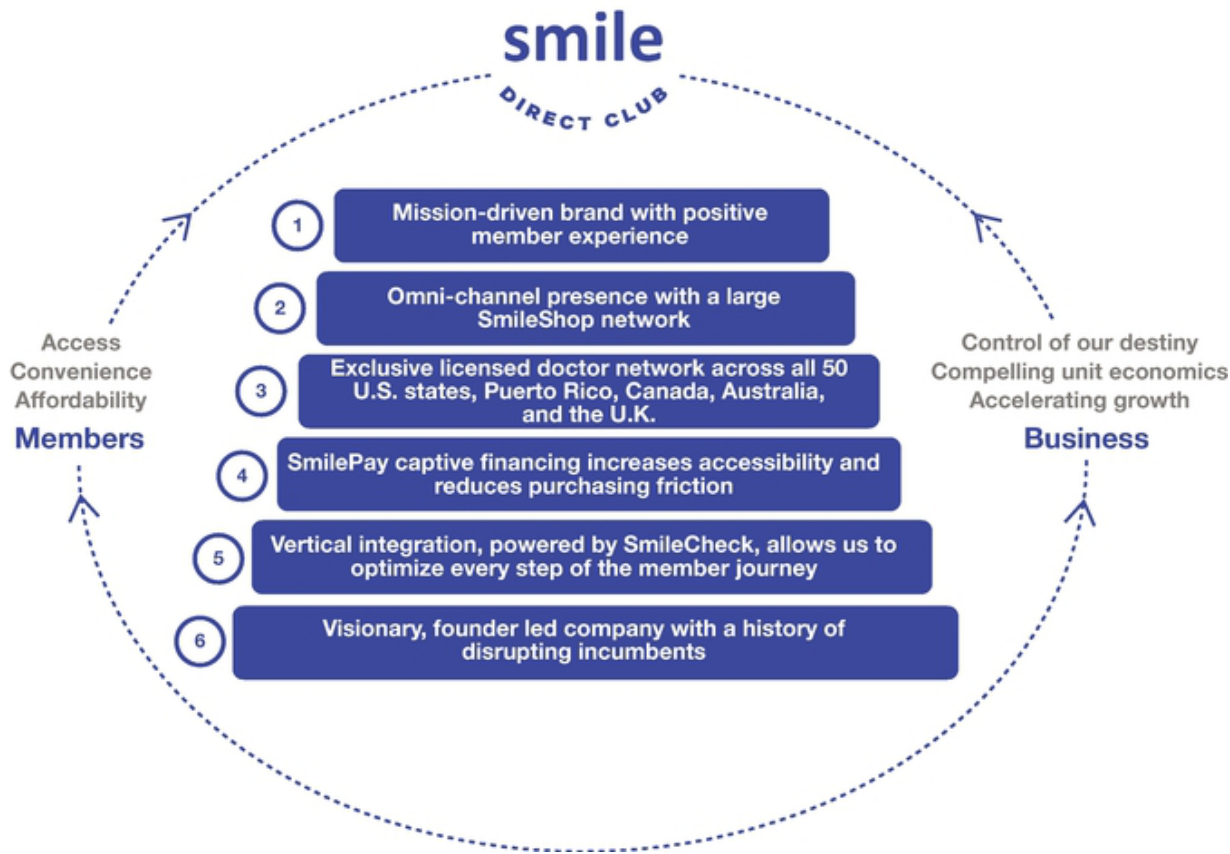 smile
DIRECT CLUB
1
Mission-driven brand with positive
member experience
2
Omni-channel presence with a large
SmileShop network
3
Exclusive licensed doctor network across all 50
U.S. states, Puerto Rico, Canada, Australia,
and the U.K.
4
SmilePay captive financing increases accessibility and
reduces purchasing friction
5
Vertical integration, powered by SmileCheck, allows us to
optimize every step of the member journey
6
Visionary, founder led company with a history of
disrupting incumbents
Access
Convenience
Affordability
Members
Control of our destiny
Compelling unit economics
Accelerating growth
Business